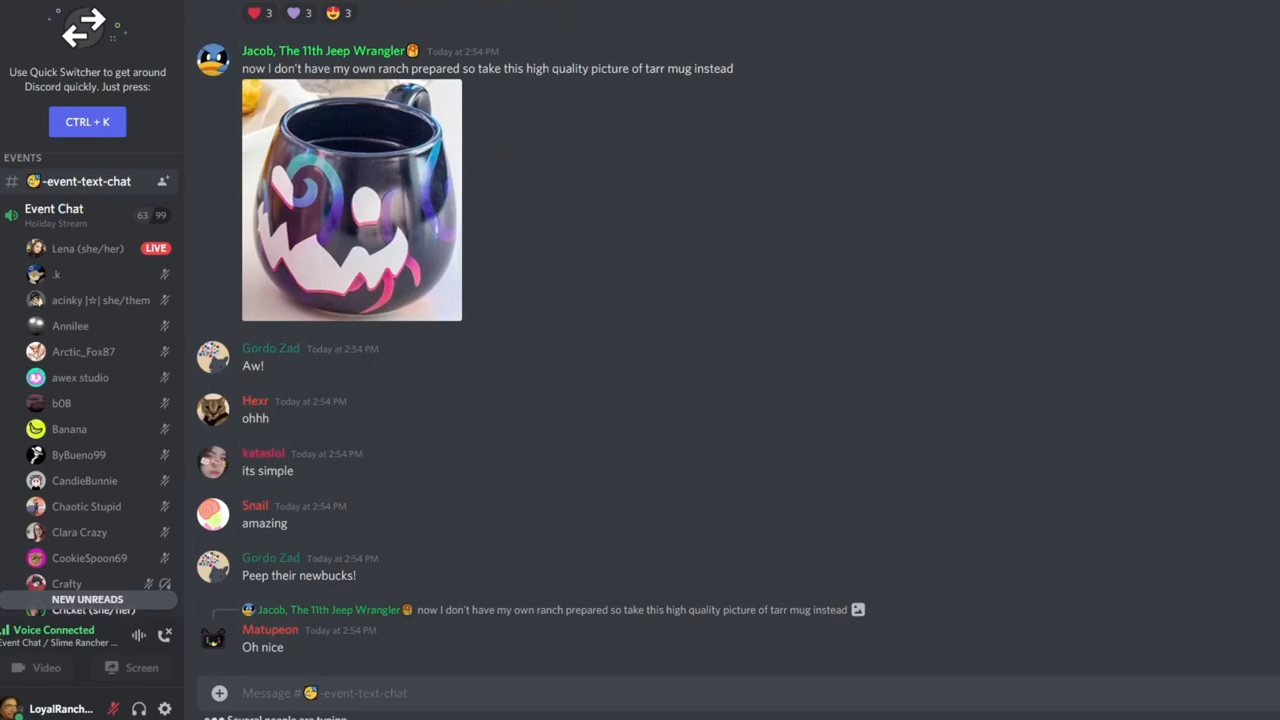 ❤️ 3 💜 3 😍 3
Use Quick Switcher to get around
Discord quickly. Just press:
CTRL + K
EVENTS
# -event-text-chat
Event Chat 63 99
Holiday Stream
Lena (she/her) LIVE
.k
acinky |☆| she/them
Annilee
Arctic_Fox87
awex studio
b0B
Banana
ByBueno99
CandieBunnie
Chaotic Stupid
Clara Crazy
CookieSpoon69
Crafty
NEW UNREADS
Cricket (she/her)
Voice Connected
Event Chat / Slime Rancher ...
Video Screen
LoyalRanch...
Jacob, The 11th Jeep Wrangler Today at 2:54 PM
now I don't have my own ranch prepared so take this high quality picture of tarr mug instead
Gordo Zad Today at 2:54 PM
Aw!
Hexr Today at 2:54 PM
ohhh
kataslol Today at 2:54 PM
its simple
Snail Today at 2:54 PM
amazing
Gordo Zad Today at 2:54 PM
Peep their newbucks!
Jacob, The 11th Jeep Wrangler now I don't have my own ranch prepared so take this high quality picture of tarr mug instead
Matupeon Today at 2:54 PM
Oh nice
Message # -event-text-chat
Several people are typing